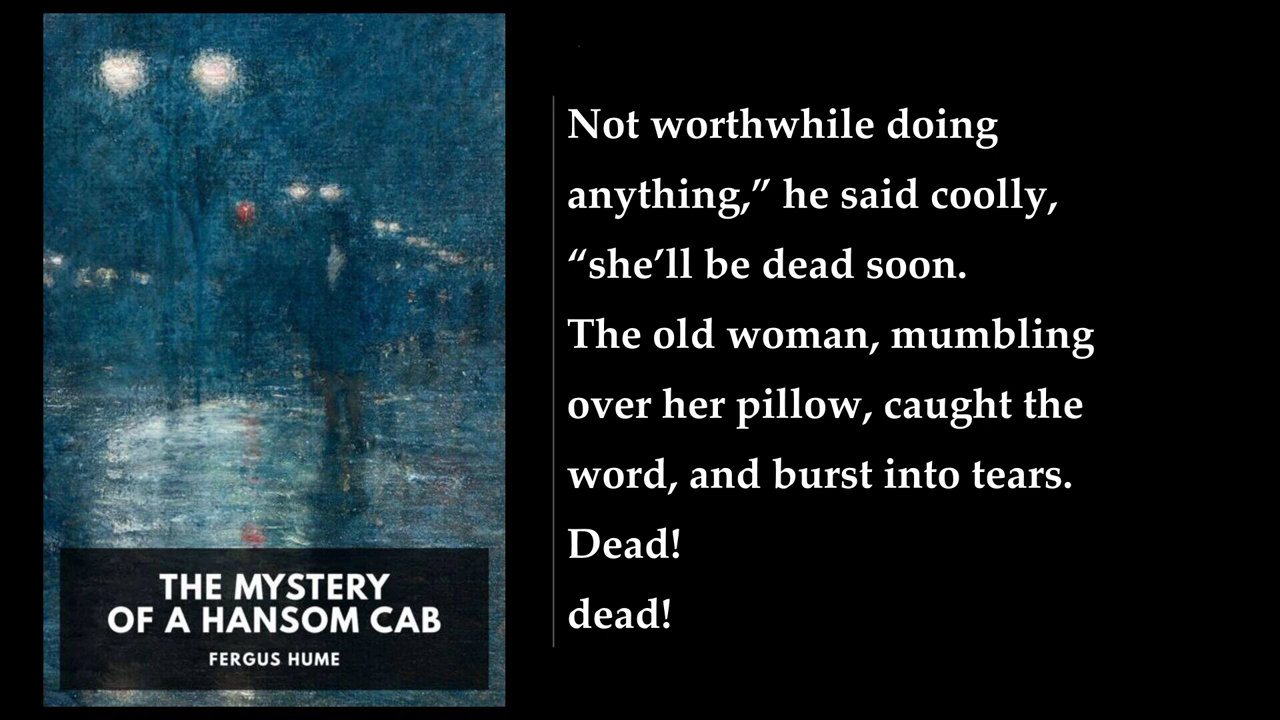 THE MYSTERY
OF A HANSOM CAB
FERGUS HUME
Not worthwhile doing
anything,” he said coolly,
“she’ll be dead soon.
The old woman, mumbling
over her pillow, caught the
word, and burst into tears.
Dead!
dead!